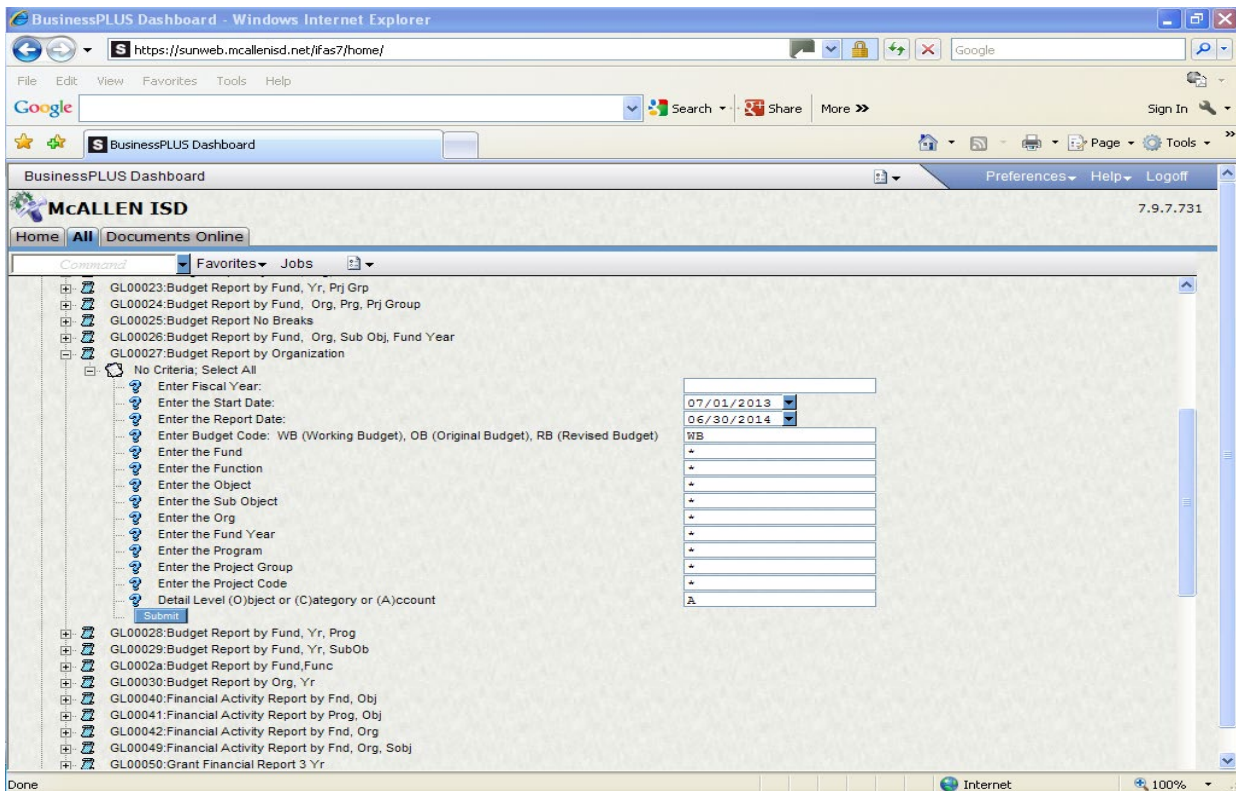 BusinessPLUS Dashboard - Windows Internet Explorer
S https://sunweb.mcallenisd.net/ifas7/home/
Google
File Edit View Favorites Tools Help
Google Search Share More >> Sign In
S BusinessPLUS Dashboard Page Tools >>
BusinessPLUS Dashboard Preferences Help Logoff
McALLEN ISD 7.9.7.731
Home All Documents Online
Command Favorites Jobs
GL00023:Budget Report by Fund, Yr, Prj Grp
GL00024:Budget Report by Fund, Org, Prg, Prj Group
GL00025:Budget Report No Breaks
GL00026:Budget Report by Fund, Org, Sub Obj, Fund Year
GL00027:Budget Report by Organization
No Criteria; Select All
Enter Fiscal Year:
Enter the Start Date: 07/01/2013
Enter the Report Date: 06/30/2014
Enter Budget Code: WB (Working Budget), OB (Original Budget), RB (Revised Budget) WB
Enter the Fund *
Enter the Function *
Enter the Object *
Enter the Sub Object *
Enter the Org *
Enter the Fund Year *
Enter the Program *
Enter the Project Group *
Enter the Project Code *
Detail Level (O)bject or (C)ategory or (A)ccount A
Submit
GL00028:Budget Report by Fund, Yr, Prog
GL00029:Budget Report by Fund, Yr, SubOb
GL0002a:Budget Report by Fund,Func
GL00030:Budget Report by Org, Yr
GL00040:Financial Activity Report by Fnd, Obj
GL00041:Financial Activity Report by Prog, Obj
GL00042:Financial Activity Report by Fnd, Org
GL00049:Financial Activity Report by Fnd, Org, Sobj
GL00050:Grant Financial Report 3 Yr
Done Internet 100%